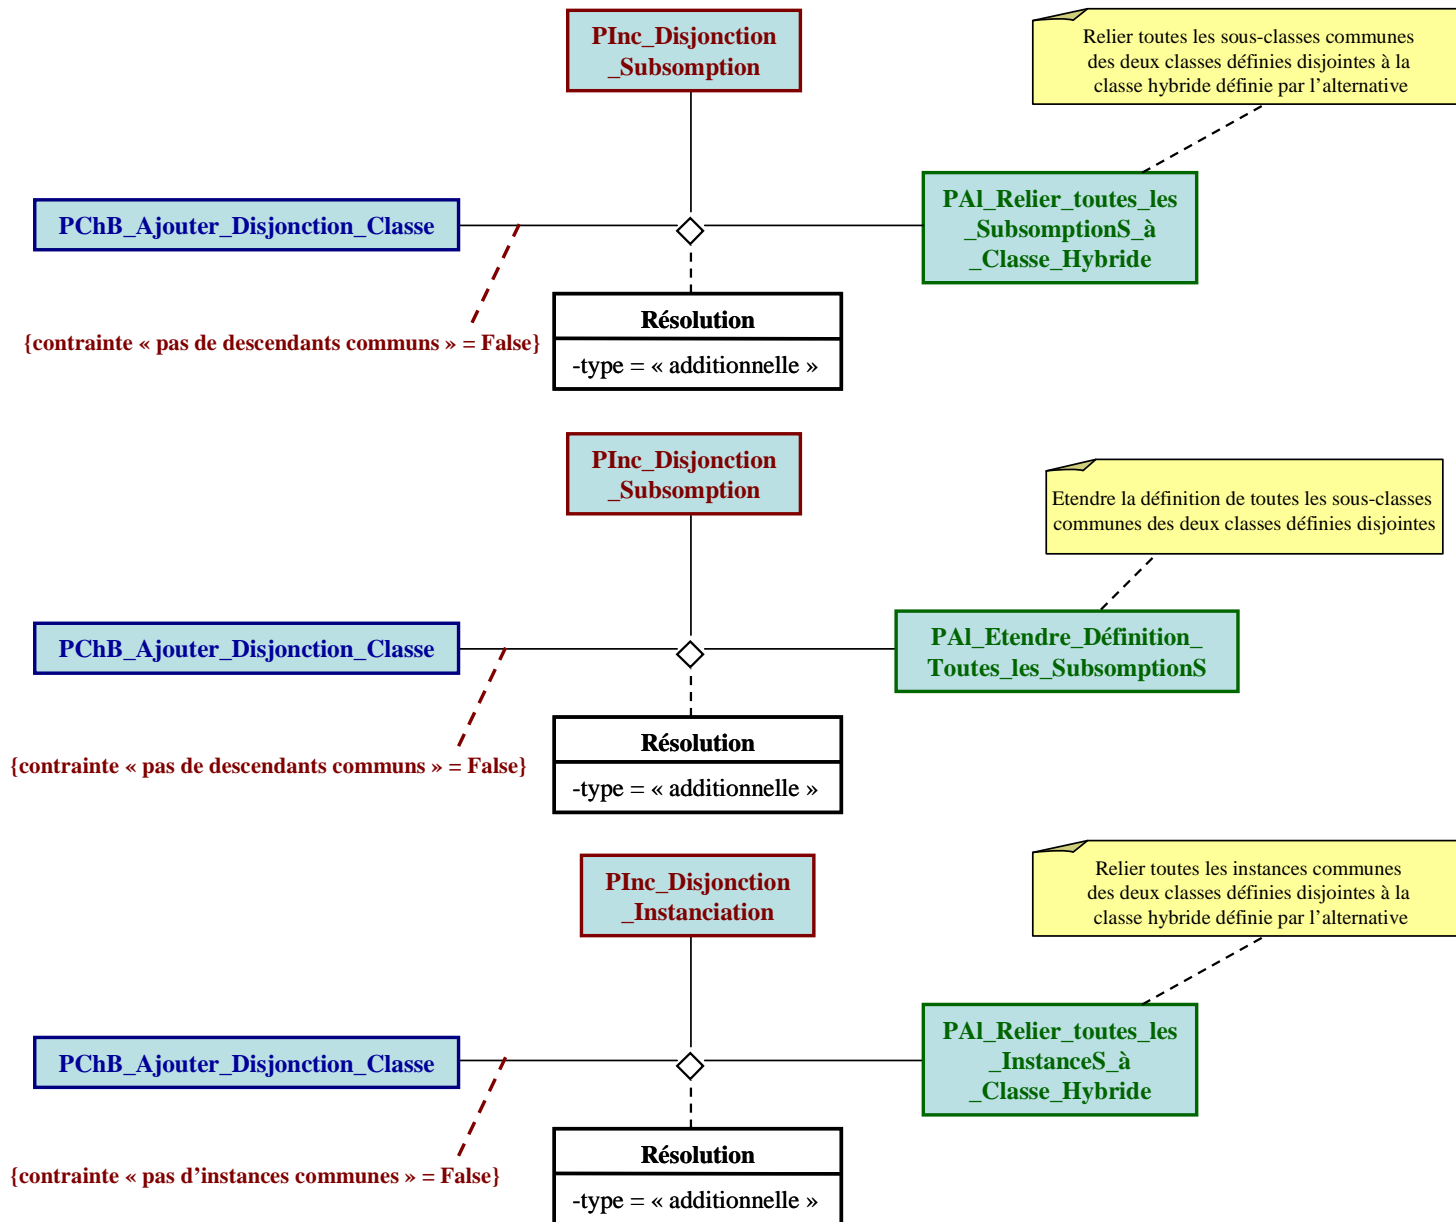 PInc_Disjonction
_Subsomption
Relier toutes les sous-classes communes
des deux classes définies disjointes à la
classe hybride définie par l’alternative
PChB_Ajouter_Disjonction_Classe
PAl_Relier_toutes_les
_SubsomptionS_à
_Classe_Hybride
{contrainte « pas de descendants communs » = False}
Résolution
-type = « additionnelle »
PInc_Disjonction
_Subsomption
Etendre la définition de toutes les sous-classes
communes des deux classes définies disjointes
PChB_Ajouter_Disjonction_Classe
PAl_Etendre_Définition_
Toutes_les_SubsomptionS
{contrainte « pas de descendants communs » = False}
Résolution
-type = « additionnelle »
PInc_Disjonction
_Instanciation
Relier toutes les instances communes
des deux classes définies disjointes à la
classe hybride définie par l’alternative
PChB_Ajouter_Disjonction_Classe
PAl_Relier_toutes_les
_InstanceS_à
_Classe_Hybride
{contrainte « pas d’instances communes » = False}
Résolution
-type = « additionnelle »